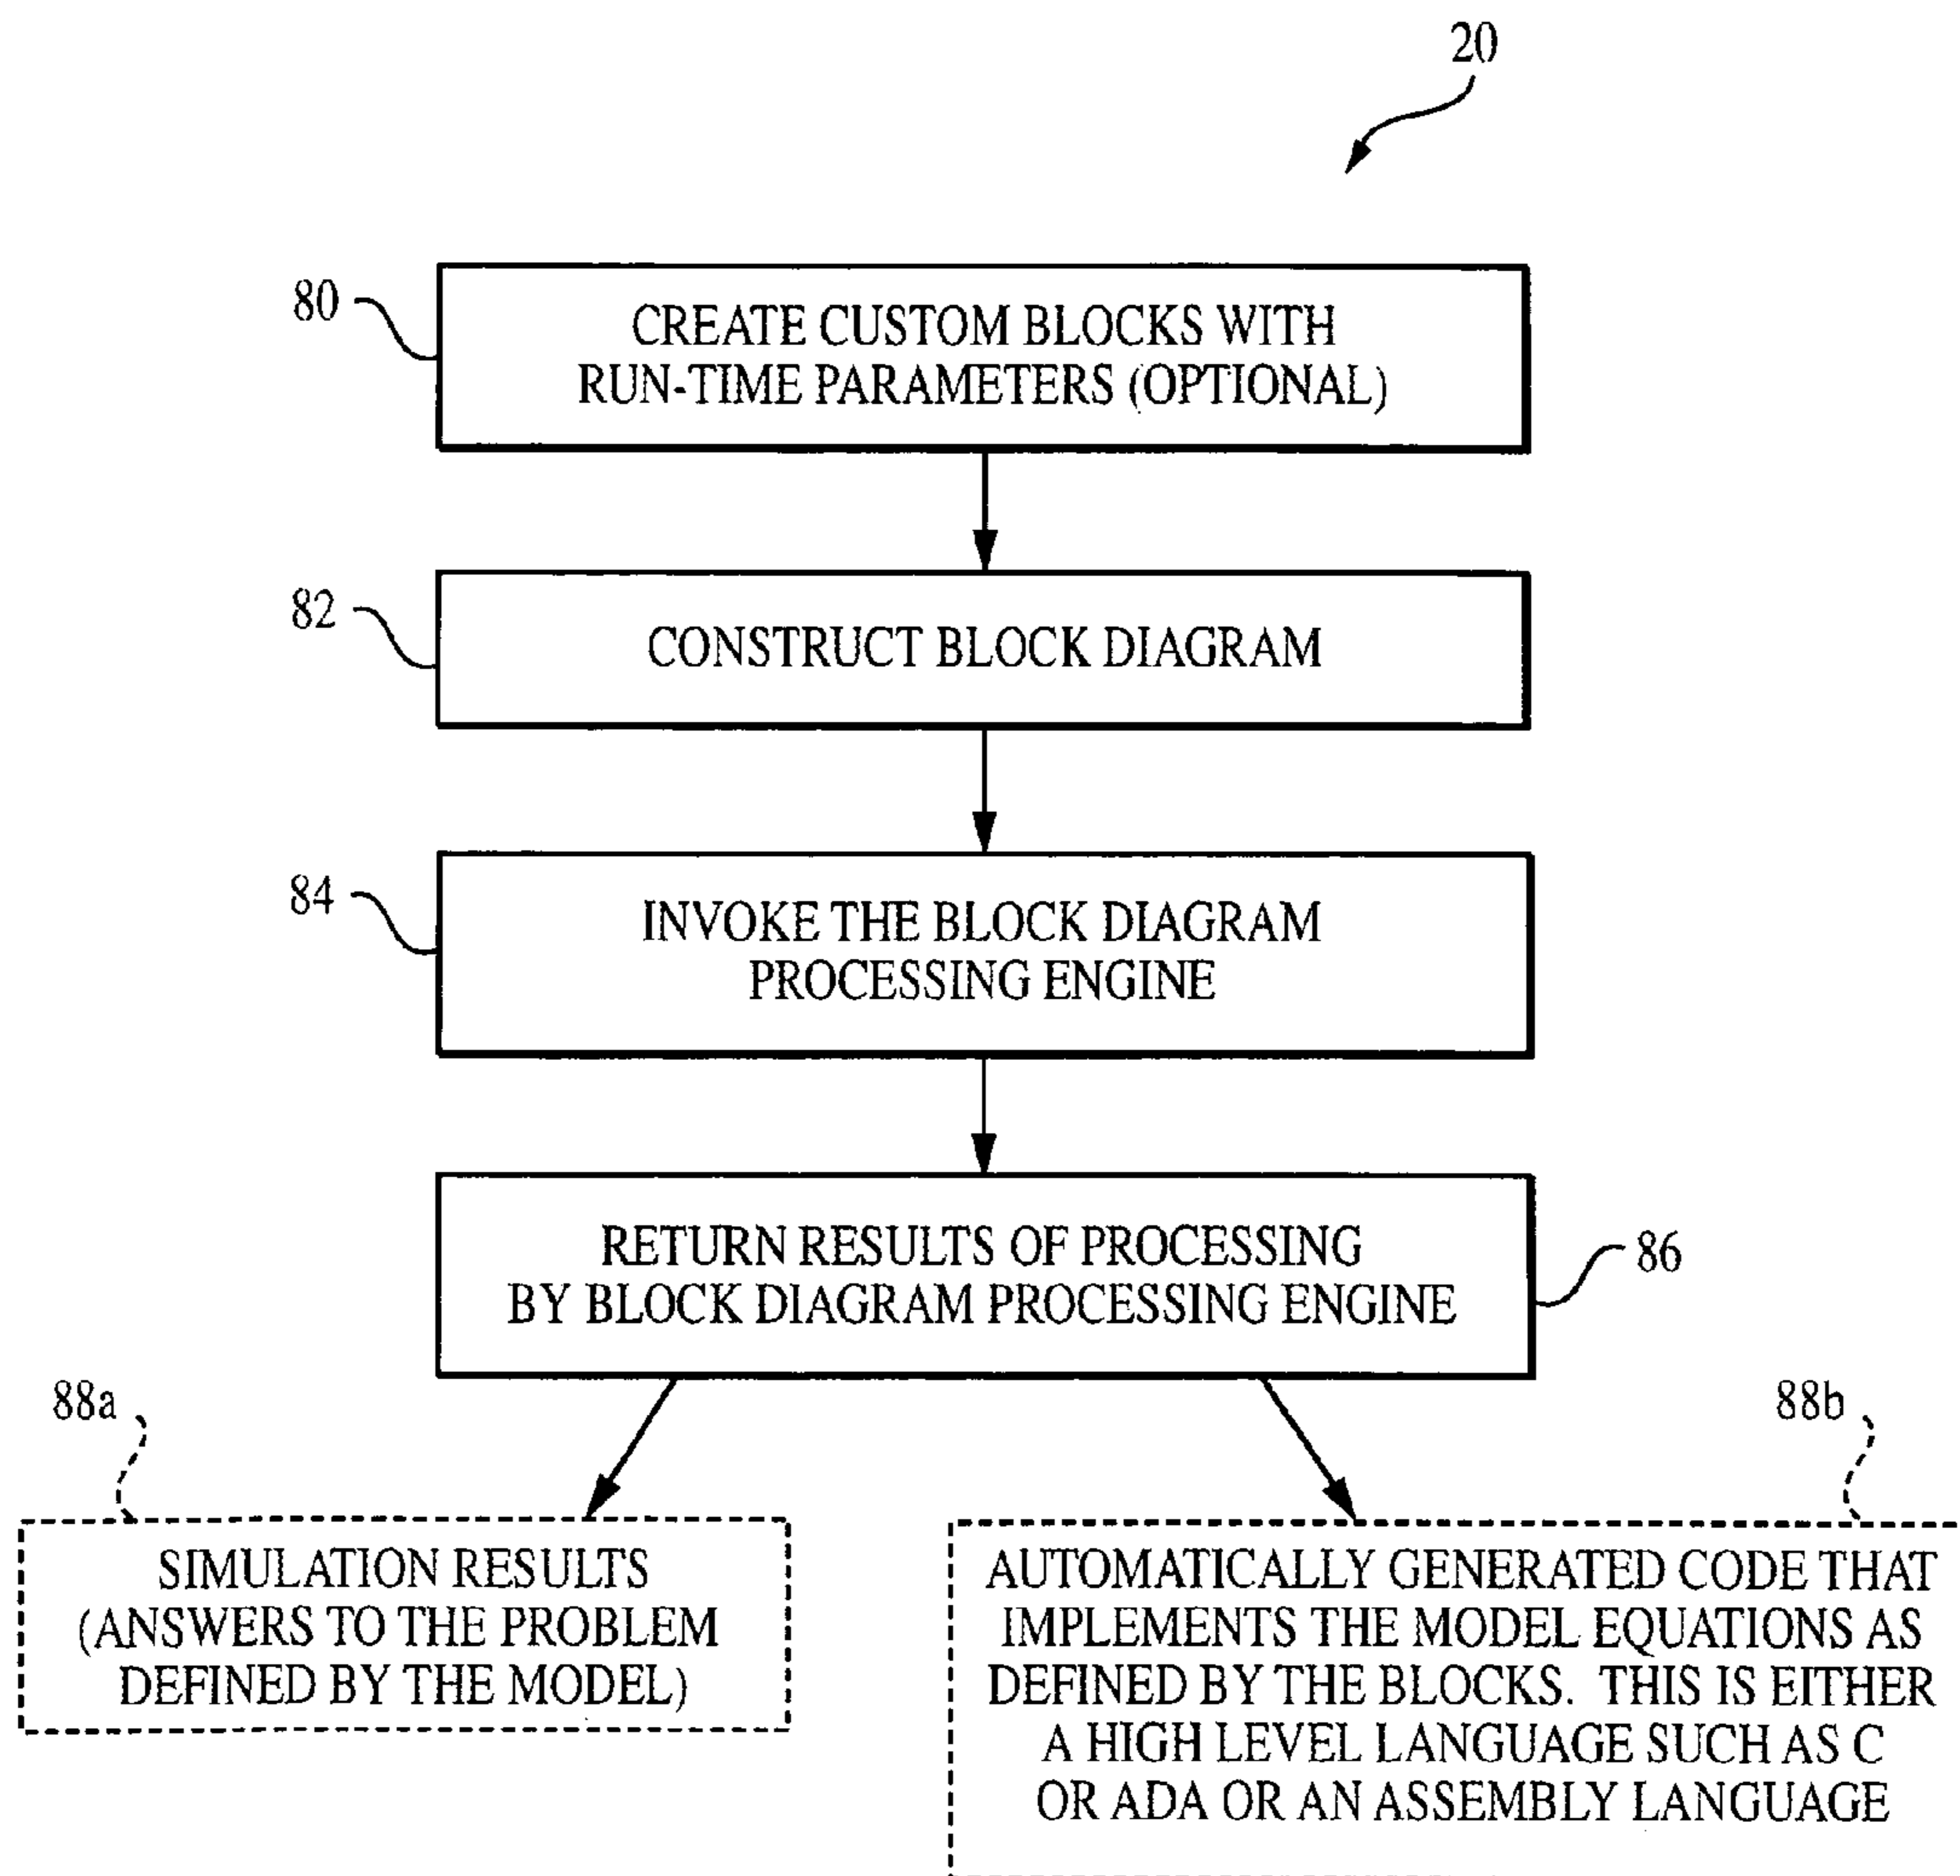 20
80
CREATE CUSTOM BLOCKS WITH
RUN-TIME PARAMETERS (OPTIONAL)
82
CONSTRUCT BLOCK DIAGRAM
84
INVOKE THE BLOCK DIAGRAM
PROCESSING ENGINE
RETURN RESULTS OF PROCESSING
BY BLOCK DIAGRAM PROCESSING ENGINE
86
88a
SIMULATION RESULTS
(ANSWERS TO THE PROBLEM
DEFINED BY THE MODEL)
88b
AUTOMATICALLY GENERATED CODE THAT
IMPLEMENTS THE MODEL EQUATIONS AS
DEFINED BY THE BLOCKS. THIS IS EITHER
A HIGH LEVEL LANGUAGE SUCH AS C
OR ADA OR AN ASSEMBLY LANGUAGE